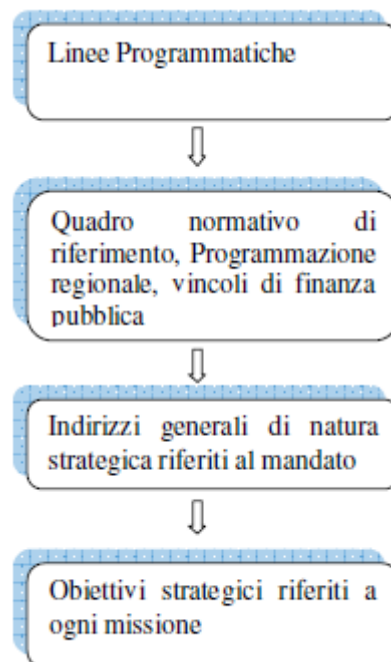 Linee Programmatiche
Quadro normativo di
riferimento, Programmazione
regionale, vincoli di finanza
pubblica
Indirizzi generali di natura
strategica riferiti al mandato
Obiettivi strategici riferiti a
ogni missione